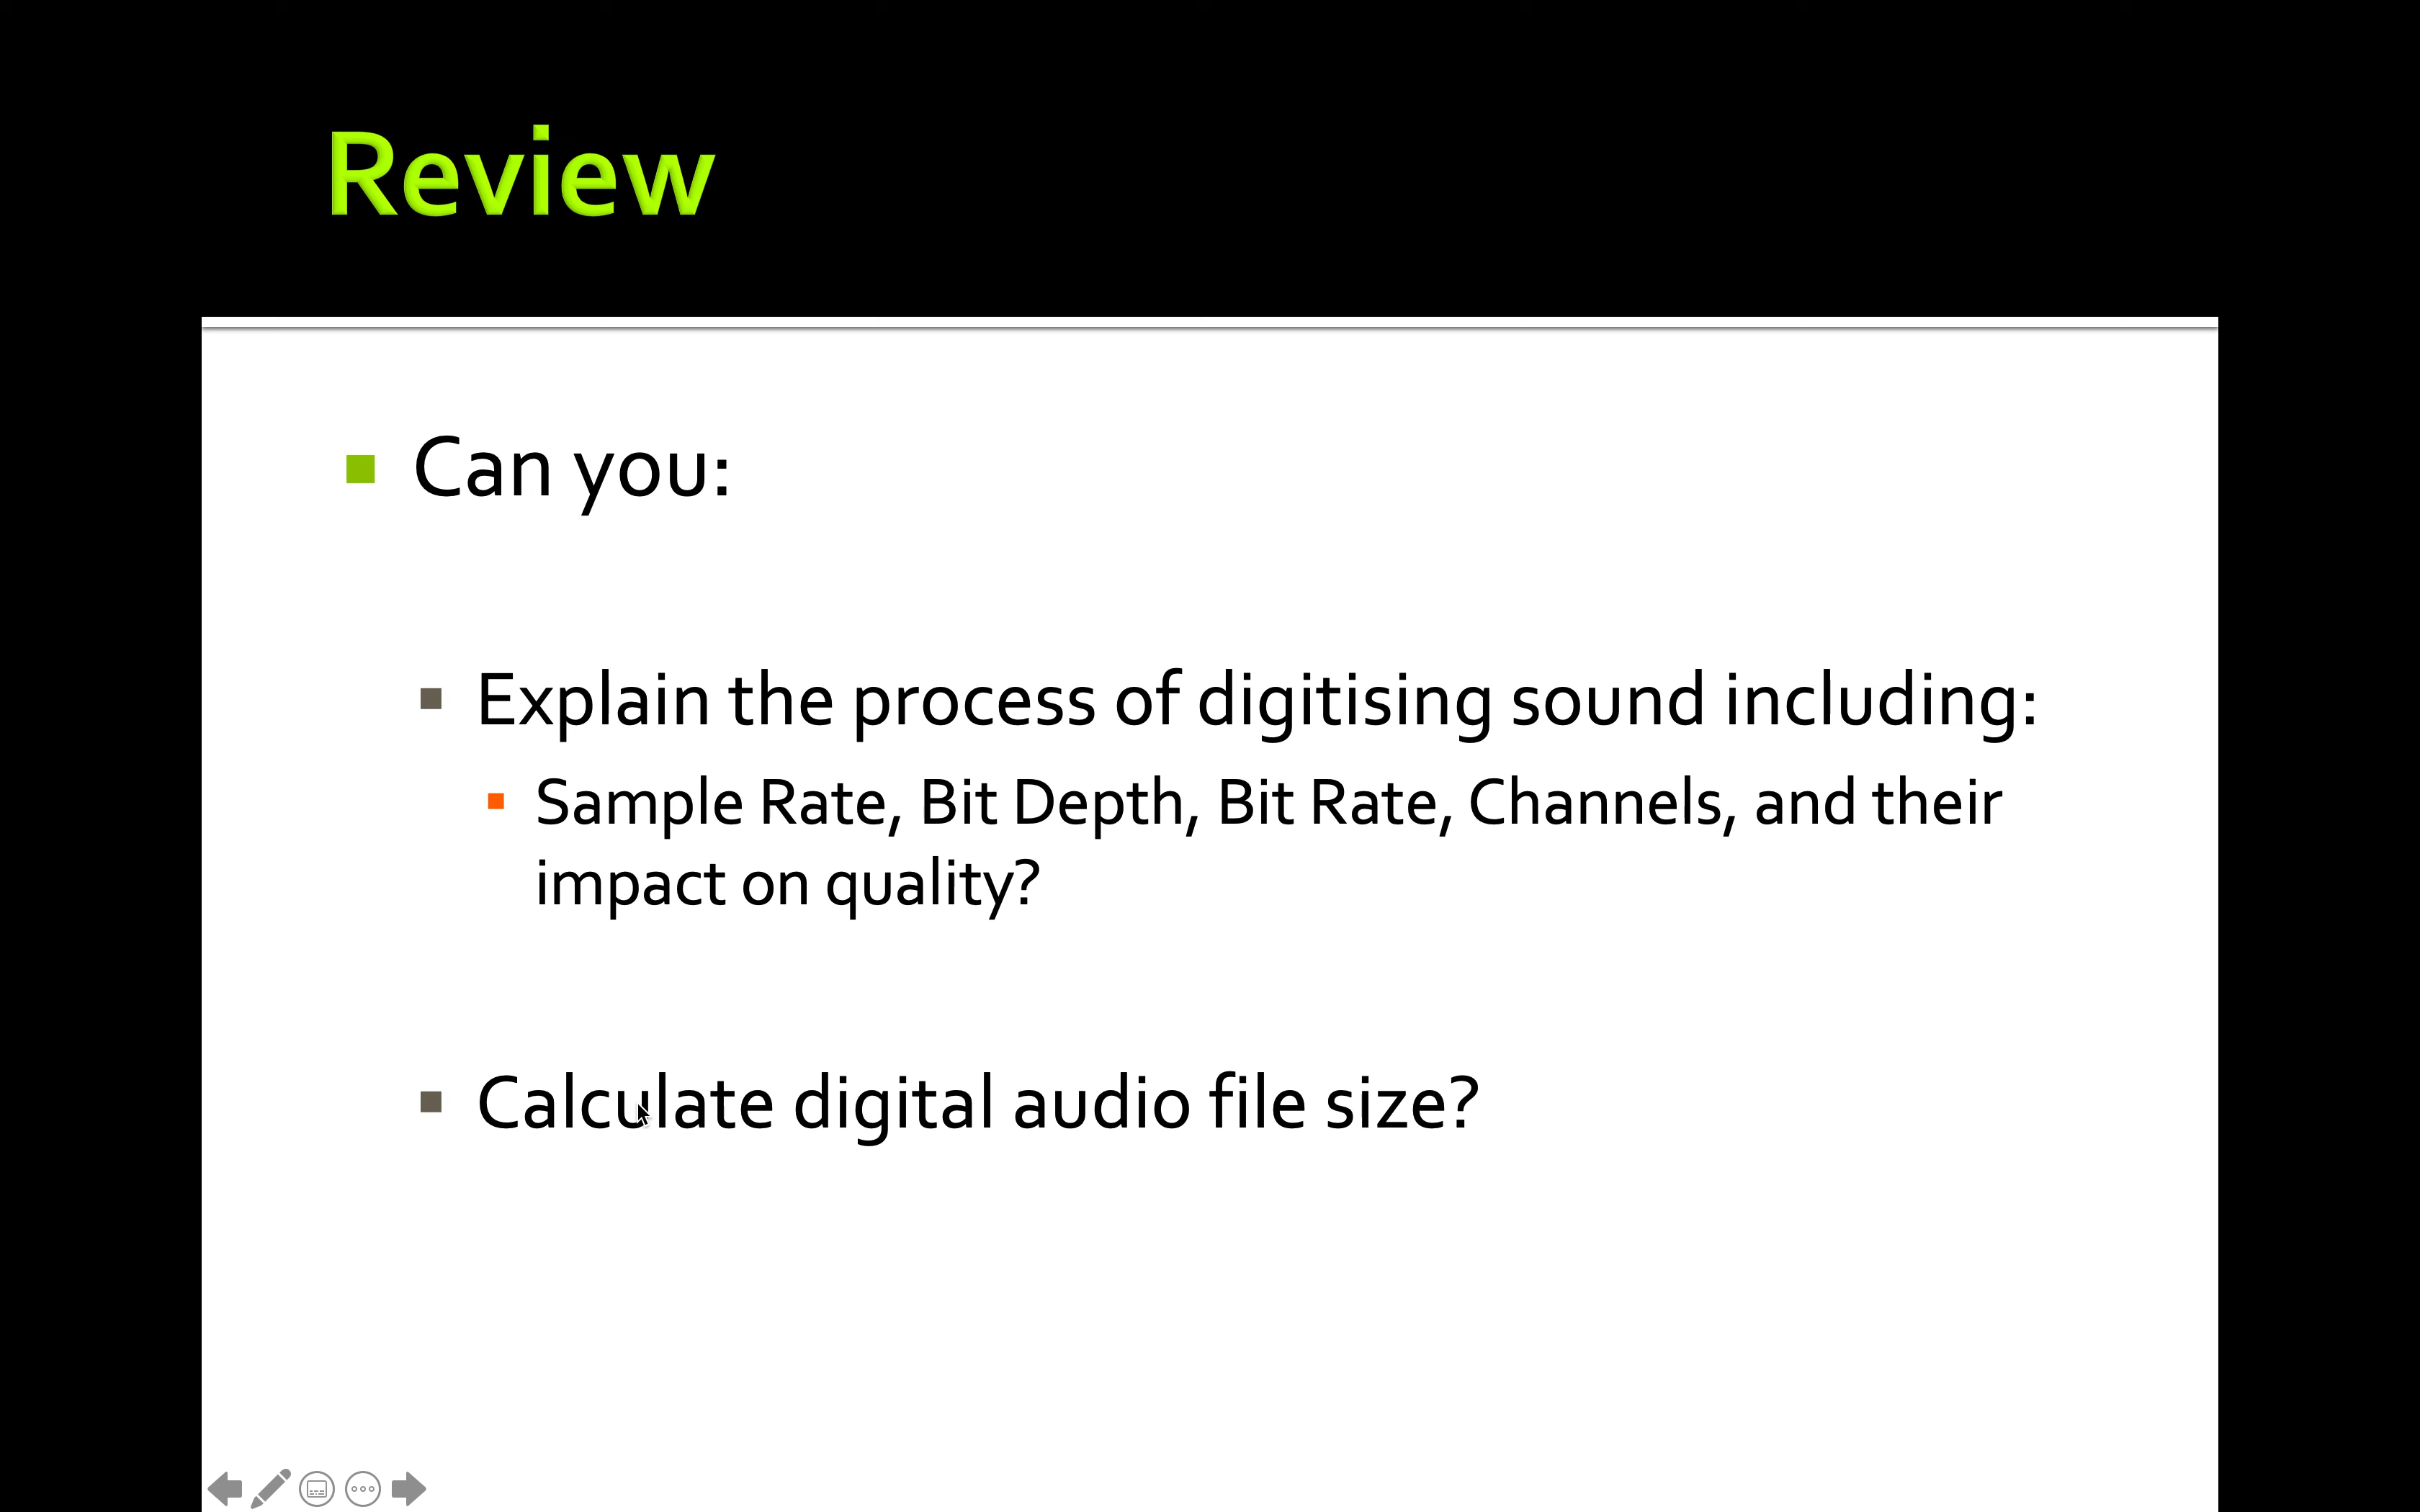 Review
Can you:
Explain the process of digitising sound including:
Sample Rate, Bit Depth, Bit Rate, Channels, and their
impact on quality?
Calculate digital audio file size?